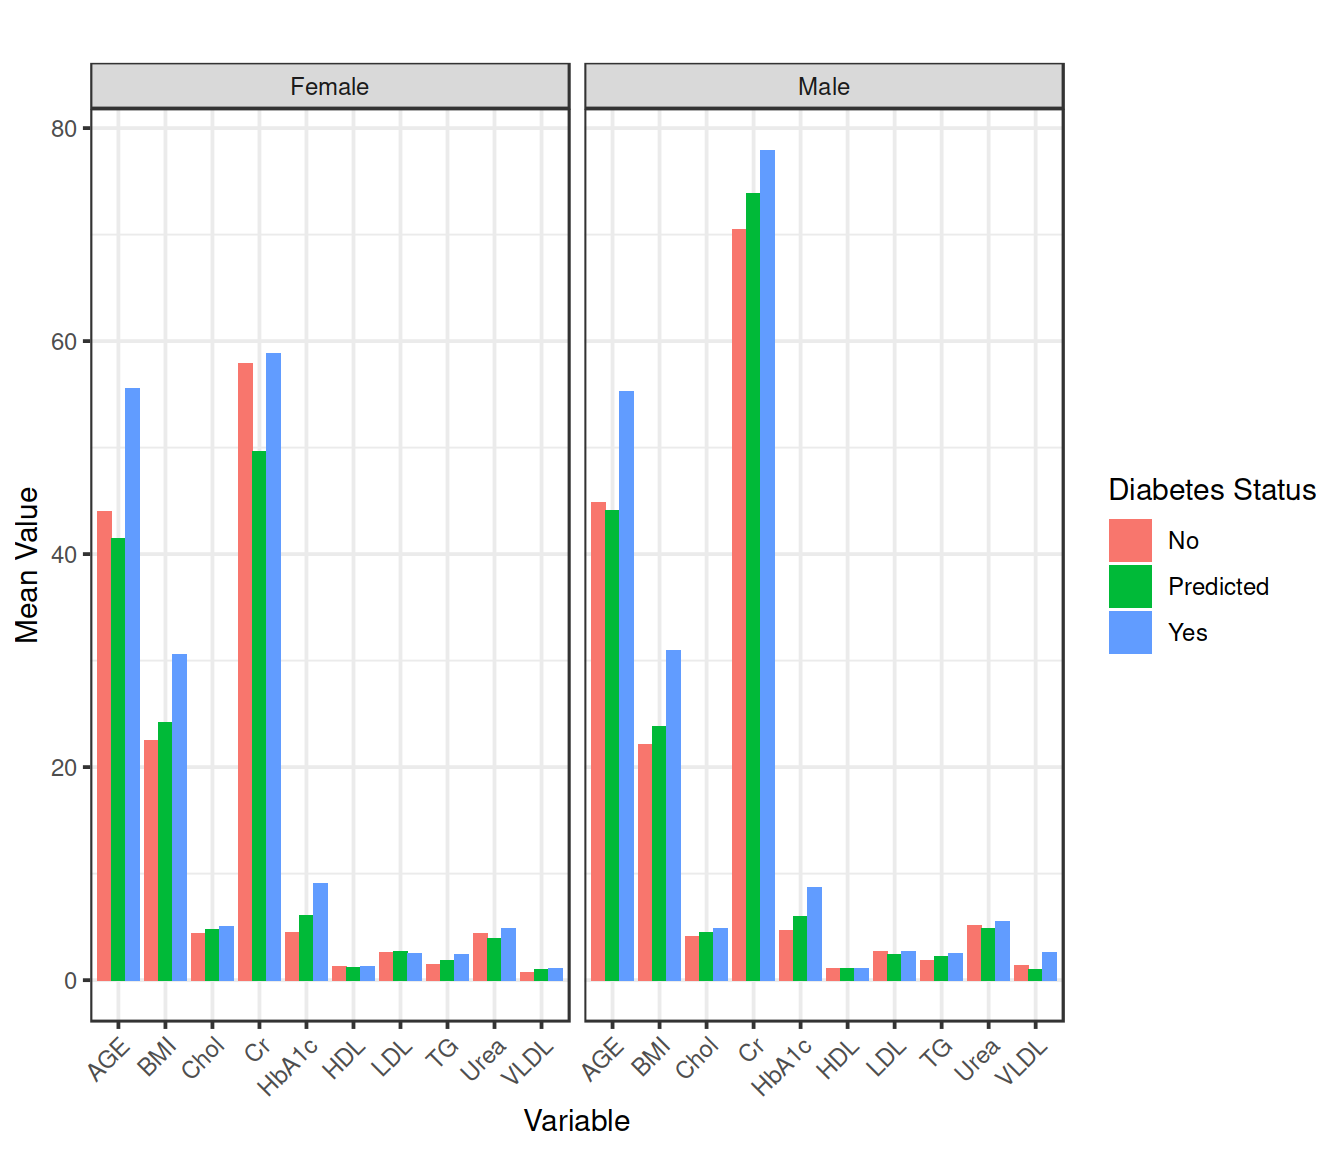 Female
Male
80
60
40
20
0
Mean Value
AGE
BMI
Chol
Cr
HbA1c
HDL
LDL
TG
Urea
VLDL
AGE
BMI
Chol
Cr
HbA1c
HDL
LDL
TG
Urea
VLDL
Variable
Diabetes Status
No
Predicted
Yes